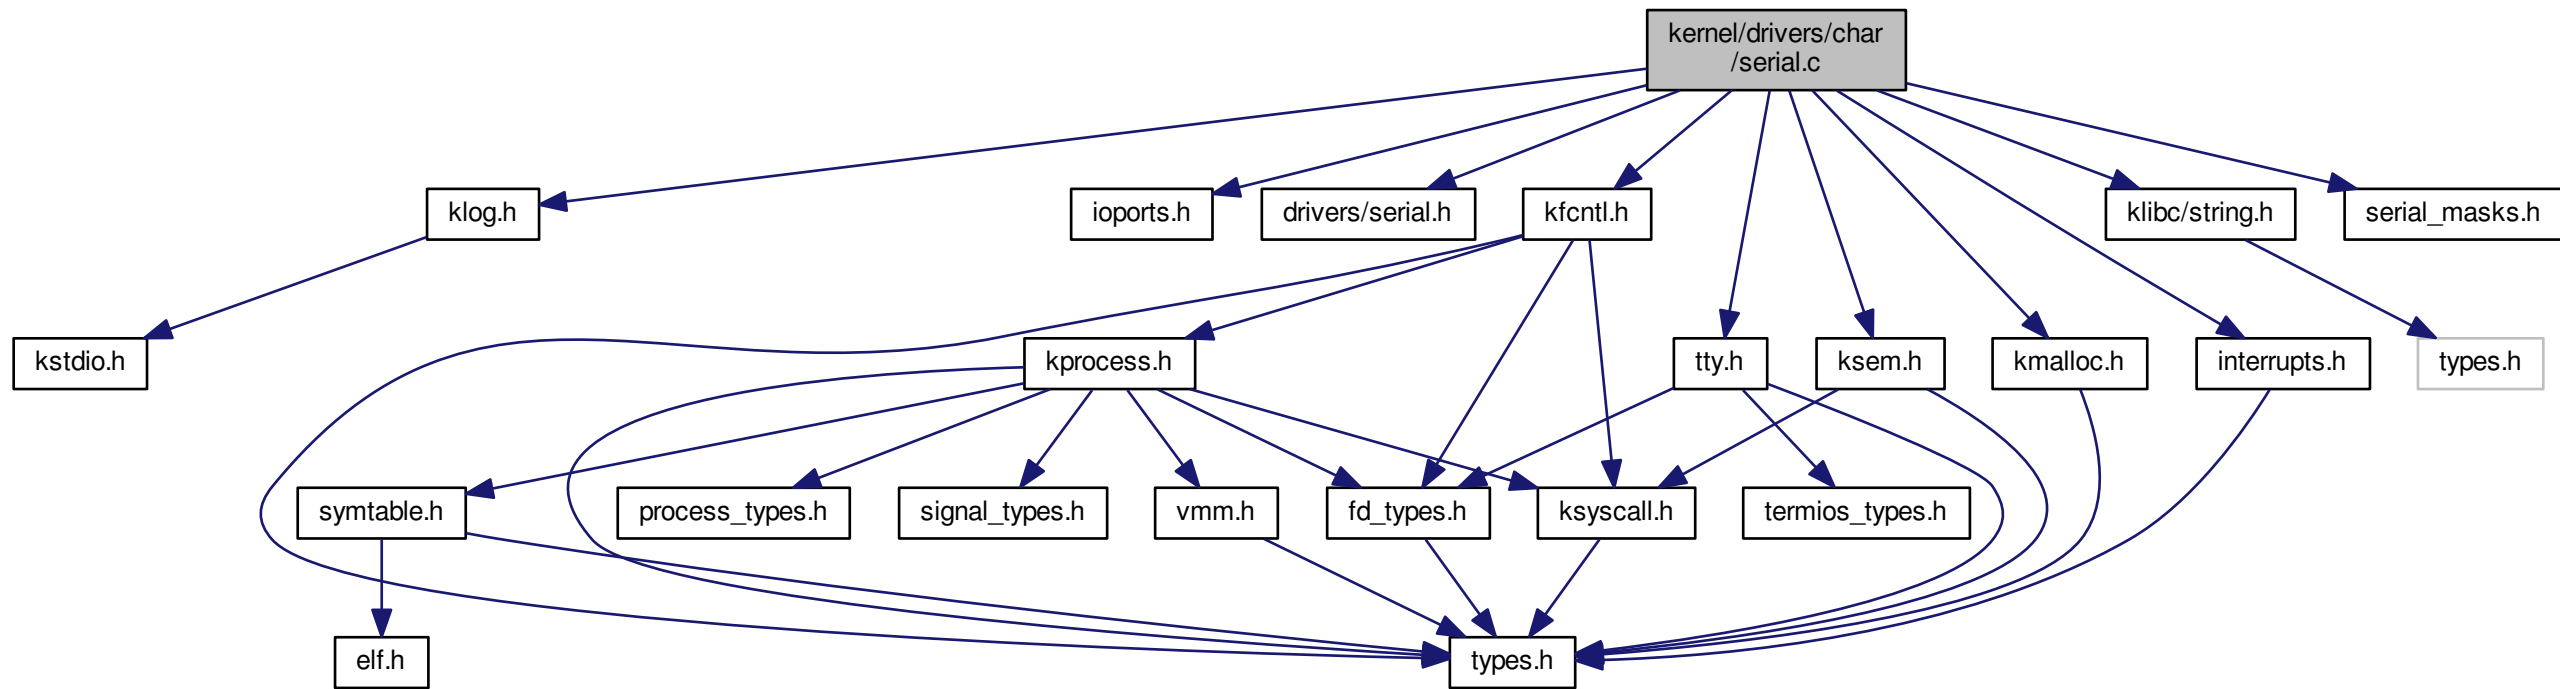 kernel/drivers/char
/serial.c
klog.h
ioports.h
drivers/serial.h
kfcntl.h
klibc/string.h
serial_masks.h
kstdio.h
kprocess.h
tty.h
ksem.h
kmalloc.h
interrupts.h
types.h
symtable.h
process_types.h
signal_types.h
vmm.h
fd_types.h
ksyscall.h
termios_types.h
elf.h
types.h